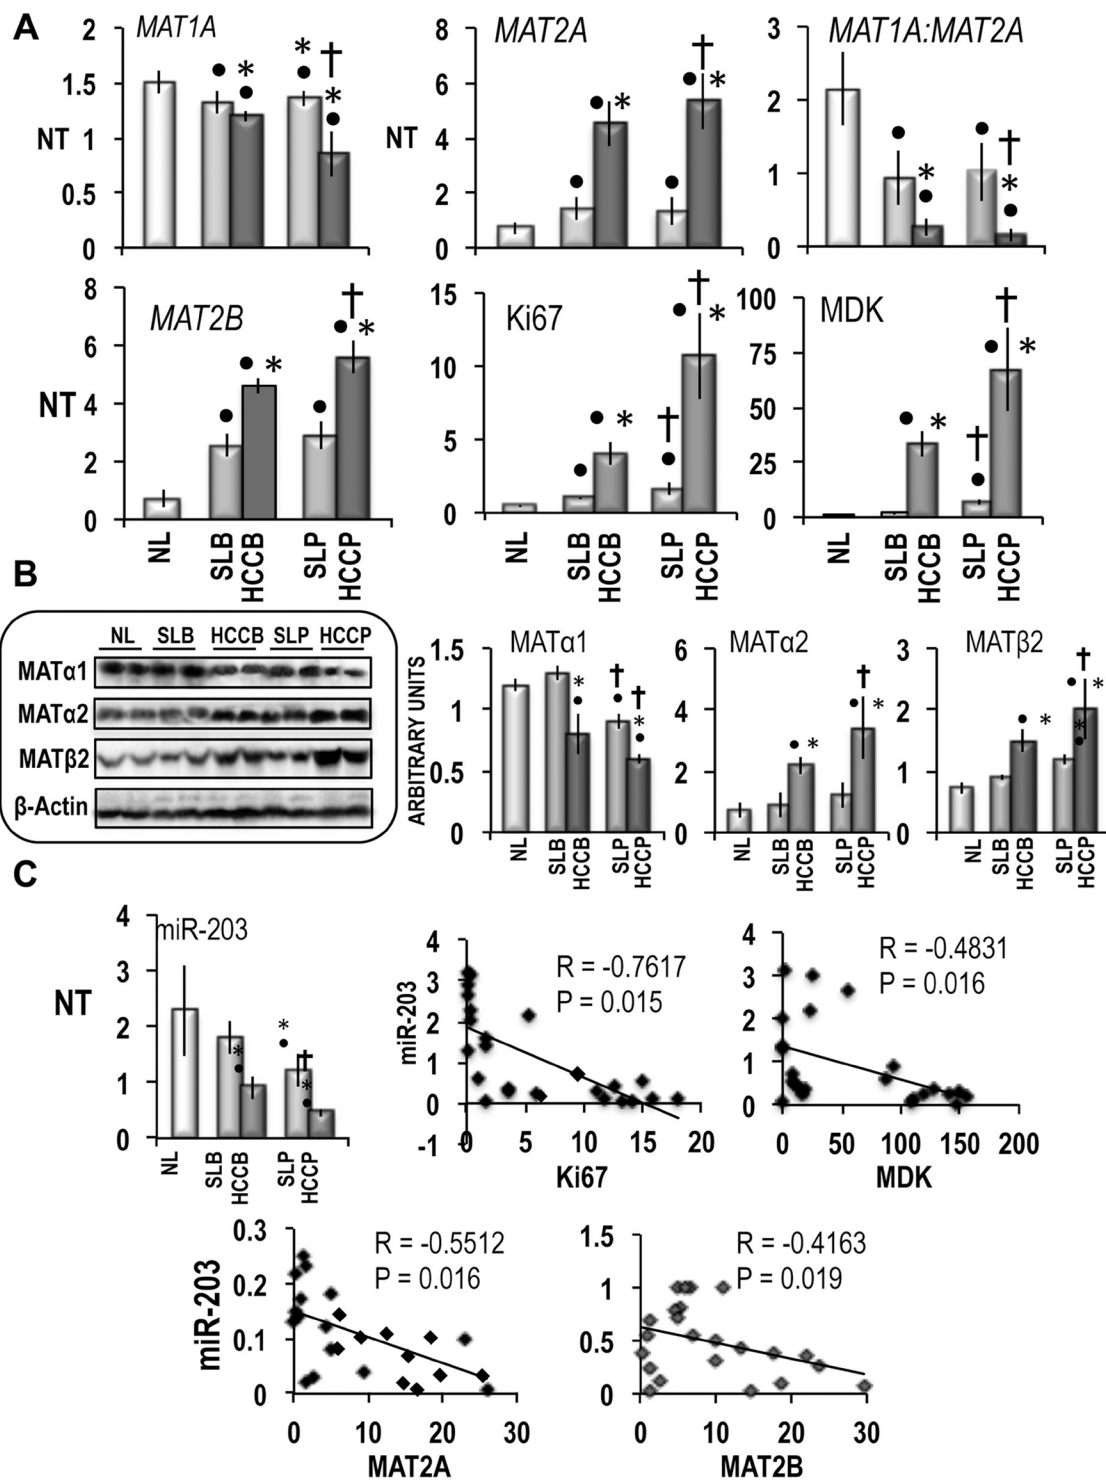 A
MAT1A
NT
2
1.5
1
0.5
0
● * * ● † * ●
●
MAT2A
NT
8
6
4
2
0
● ● * ● † ● *
MAT1A:MAT2A
3
2
1
0
● * ● ● † * ●
MAT2B
NT
8
6
4
2
0
● ● * ● † ● *
NL SLB HCCB SLP HCCP
Ki67
15
10
5
0
● ● * † ● † ● *
NL SLB HCCB SLP HCCP
MDK
100
75
50
25
0
● * † ● † ● *
NL SLB HCCB SLP HCCP
B
NL SLB HCCB SLP HCCP
MATα1
MATα2
MATβ2
β-Actin
ARBITRARY UNITS
MATα1
1.5
1
0.5
0
* ● † ● † * ●
NL SLB HCCB SLP HCCP
MATα2
6
4
2
0
● * † ● *
NL SLB HCCB SLP HCCP
MATβ2
3
2
1
0
● * * ● † ● *
NL SLB HCCB SLP HCCP
C
miR-203
NT
4
3
2
1
0
* ● * ● † * ●
NL SLB HCCB SLP HCCP
miR-203
4
3
2
1
0
-1
R = -0.7617
P = 0.015
0 5 10 15 20
Ki67
4
3
2
1
0
R = -0.4831
P = 0.016
0 50 100 150 200
MDK
miR-203
0.3
0.2
0.1
0
R = -0.5512
P = 0.016
0 10 20 30
MAT2A
1.5
1
0.5
0
R = -0.4163
P = 0.019
0 10 20 30
MAT2B